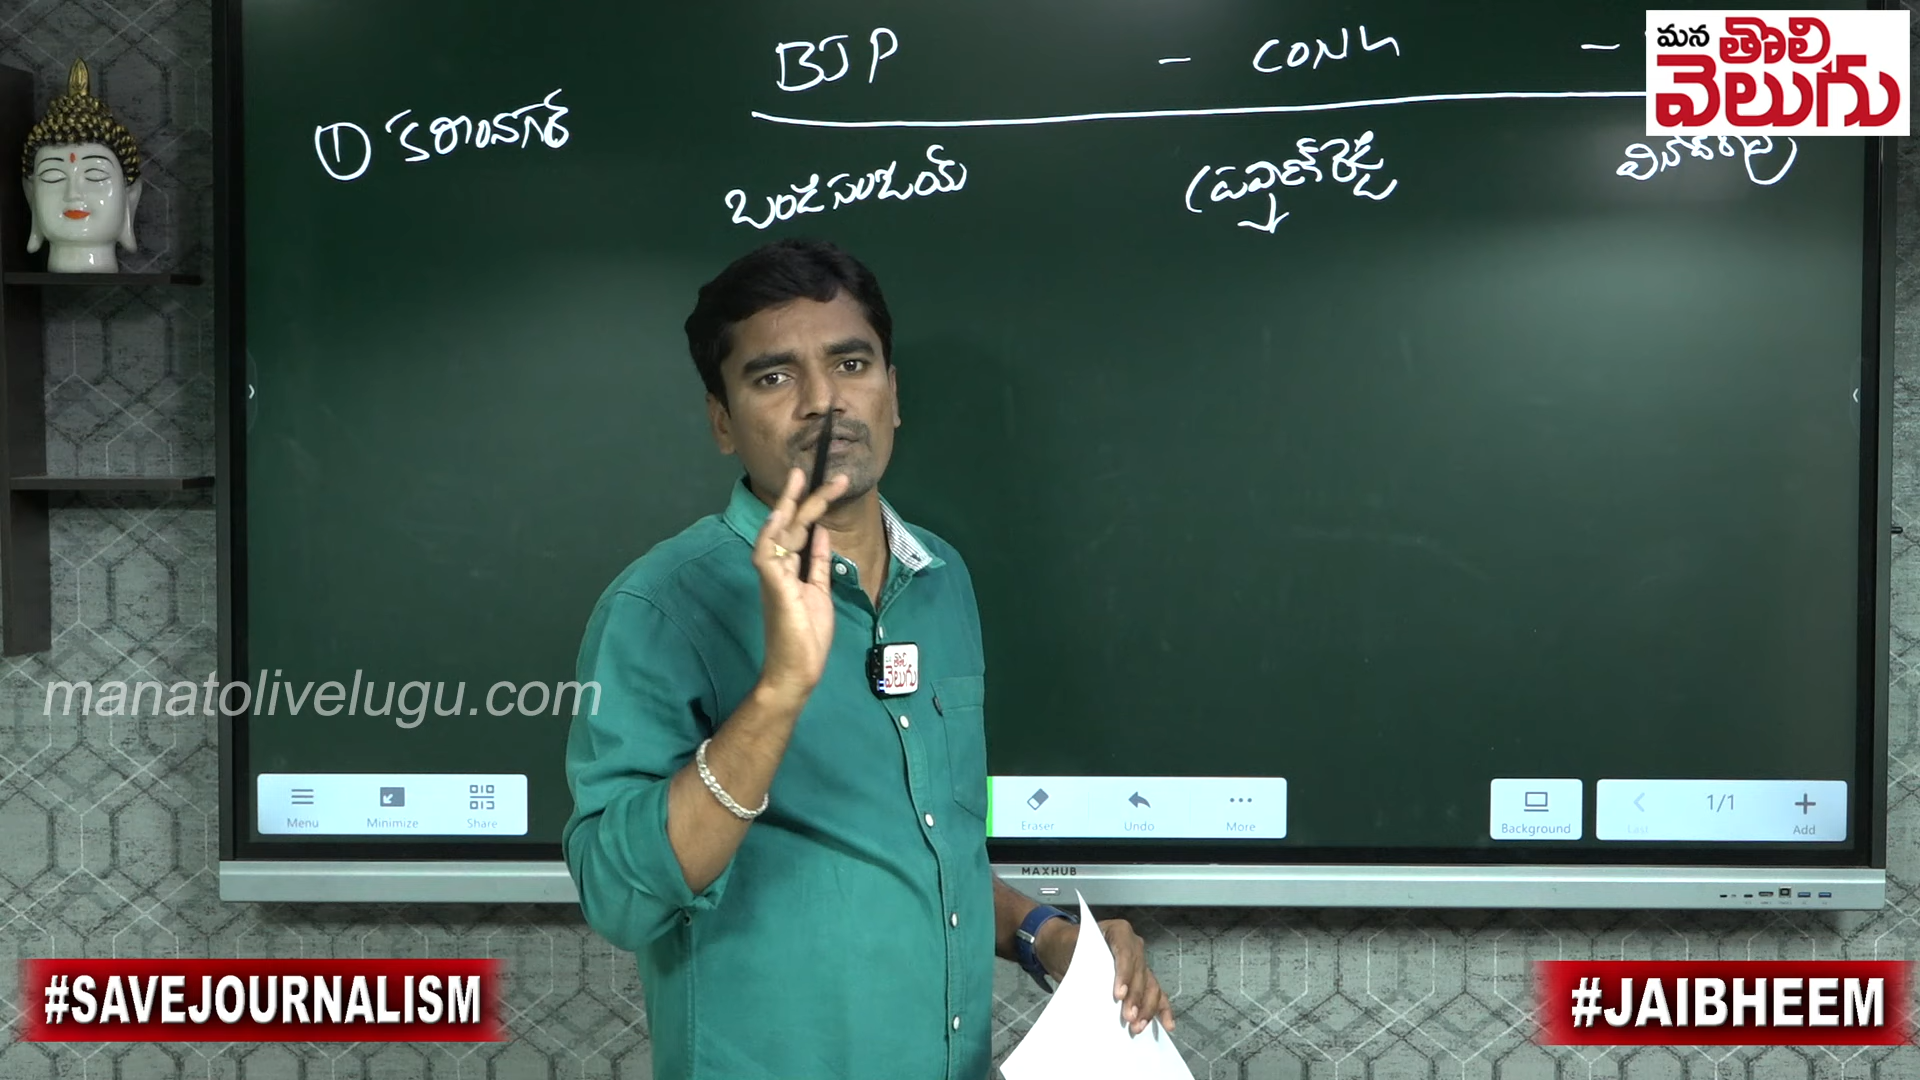 BJP - CONG -
మన
తొలి
వెలుగు
① కరీంనగర్
బండి సంజయ్
ప్రవీణ్ రెడ్డి
వినోద్ రావు
తొలి
వెలుగు
manatolivelugu.com
Menu Minimize Share Eraser Undo More Background Last 1/1 Add
MAXHUB
#SAVEJOURNALISM
#JAIBHEEM